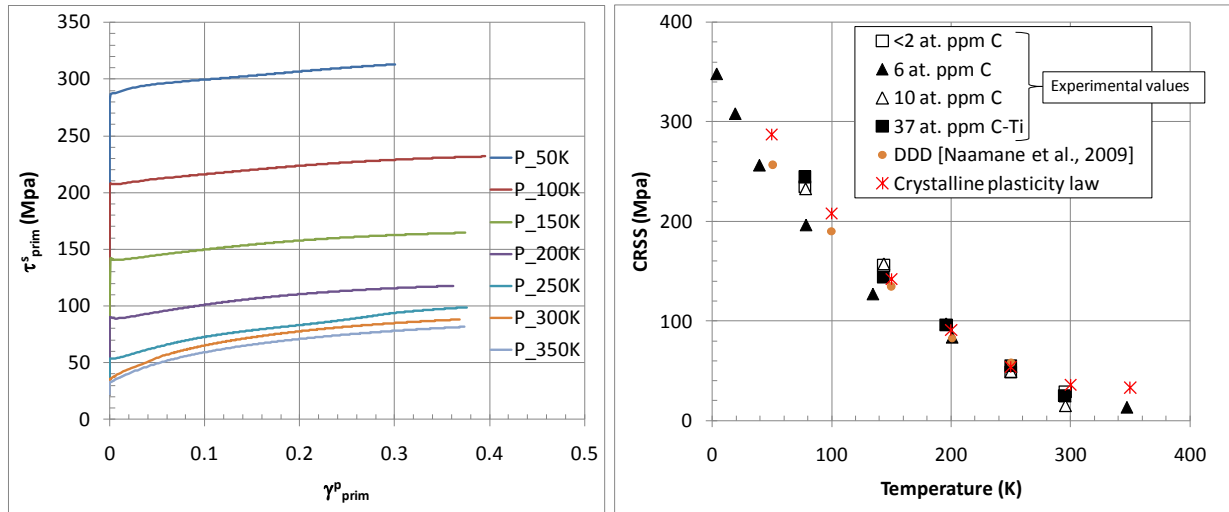 350
300
250
200
150
100
50
0
0
0.1
0.2
0.3
0.4
0.5
τˢprim (Mpa)
γᵖprim
P_50K
P_100K
P_150K
P_200K
P_250K
P_300K
P_350K
400
300
200
100
0
0
100
200
300
400
CRSS (Mpa)
Temperature (K)
<2 at. ppm C
6 at. ppm C
10 at. ppm C
37 at. ppm C-Ti
DDD [Naamane et al., 2009]
Crystalline plasticity law
Experimental values